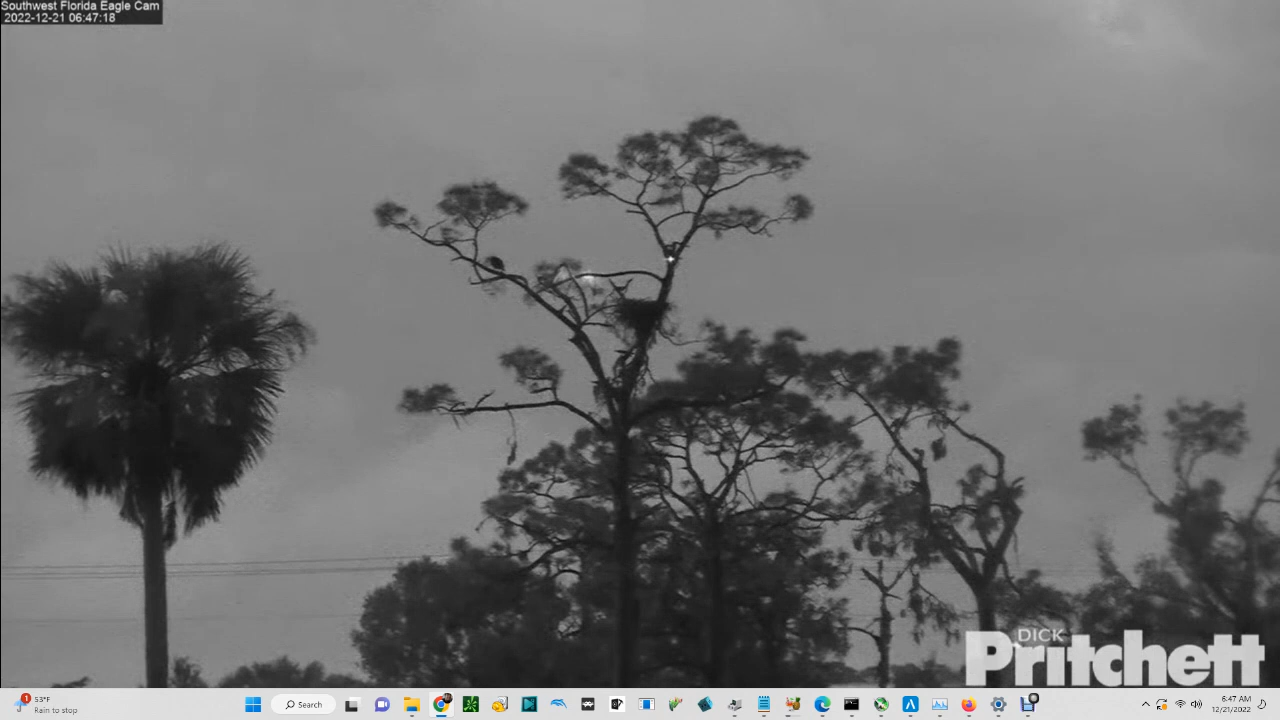 Southwest Florida Eagle Cam
2022-12-21 06:47:18
DICK
Pritchett
1
53°F
Rain to stop
Search
6:47 AM
12/21/2022